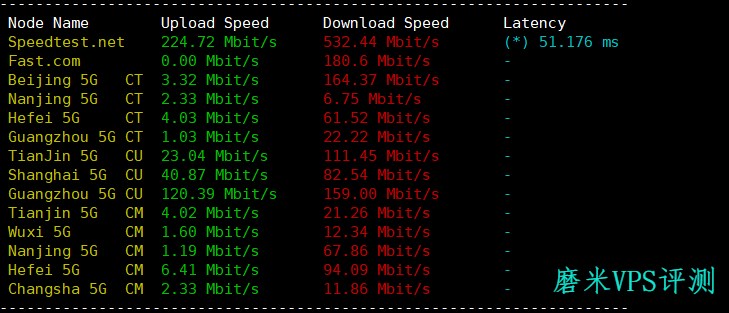 Node Name Upload Speed Download Speed Latency
Speedtest.net 224.72 Mbit/s 532.44 Mbit/s (*) 51.176 ms
Fast.com 0.00 Mbit/s 180.6 Mbit/s -
Beijing 5G CT 3.32 Mbit/s 164.37 Mbit/s -
Nanjing 5G CT 2.33 Mbit/s 6.75 Mbit/s -
Hefei 5G CT 4.03 Mbit/s 61.52 Mbit/s -
Guangzhou 5G CT 1.03 Mbit/s 22.22 Mbit/s -
TianJin 5G CU 23.04 Mbit/s 111.45 Mbit/s -
Shanghai 5G CU 40.87 Mbit/s 82.54 Mbit/s -
Guangzhou 5G CU 120.39 Mbit/s 159.00 Mbit/s -
Tianjin 5G CM 4.02 Mbit/s 21.26 Mbit/s -
Wuxi 5G CM 1.60 Mbit/s 12.34 Mbit/s -
Nanjing 5G CM 1.19 Mbit/s 67.86 Mbit/s -
Hefei 5G CM 6.41 Mbit/s 94.09 Mbit/s -
Changsha 5G CM 2.33 Mbit/s 11.86 Mbit/s -
磨米VPS评测